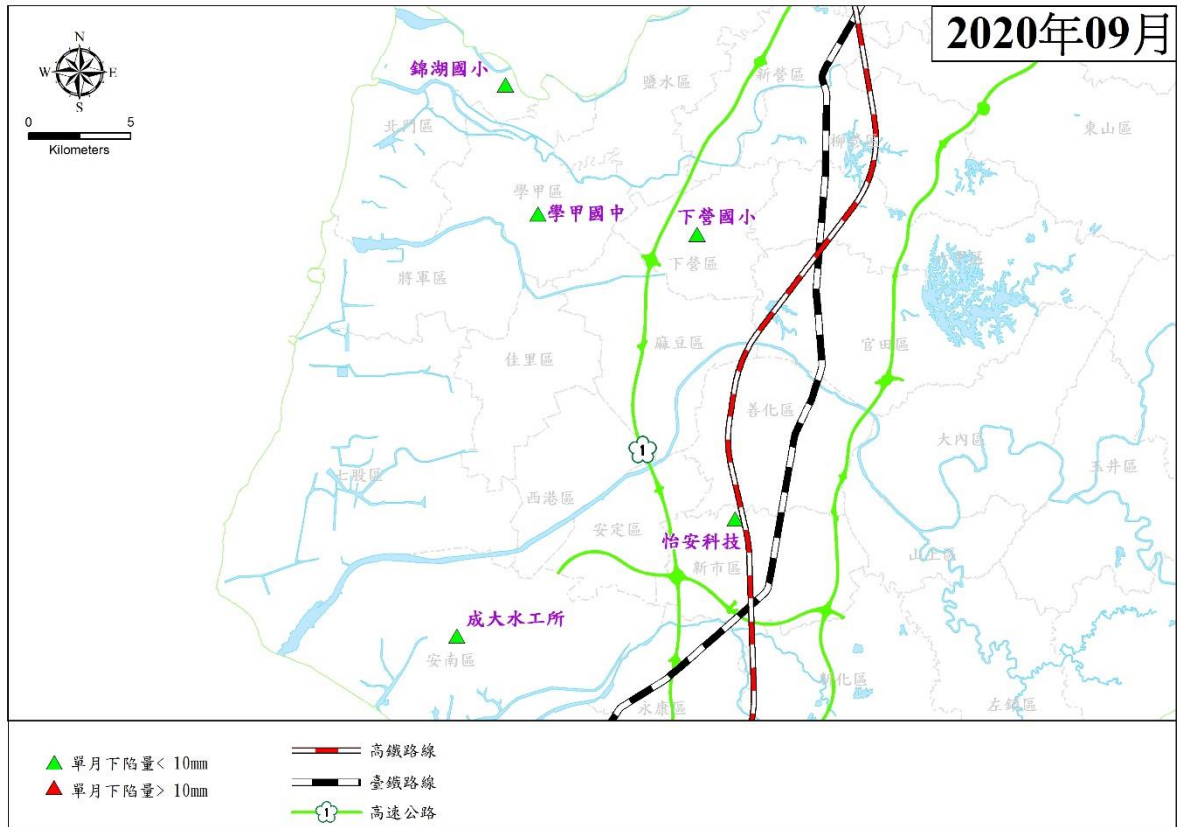 2020年09月
N
W
E
S
0
5
Kilometers
錦湖國小
鹽水區
新營區
東山區
北門區
學甲區
學甲國中
下營國小
下營區
將軍區
佳里區
麻豆區
官田區
善化區
大內區
玉井區
1
七股區
西港區
安定區
怡安科技
新市區
山上區
成大水工所
安南區
新化區
永康區
左鎮區
單月下陷量< 10mm
單月下陷量> 10mm
高鐵路線
臺鐵路線
1
高速公路